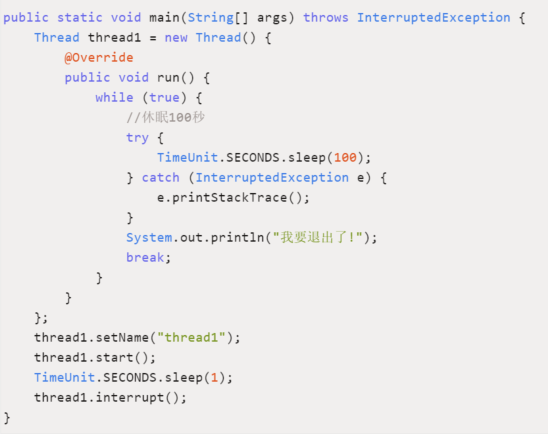 public static void main(String[] args) throws InterruptedException {
    Thread thread1 = new Thread() {
        @Override
        public void run() {
            while (true) {
                //休眠100秒
                try {
                    TimeUnit.SECONDS.sleep(100);
                } catch (InterruptedException e) {
                    e.printStackTrace();
                }
                System.out.println("我要退出了!");
                break;
            }
        }
    };
    thread1.setName("thread1");
    thread1.start();
    TimeUnit.SECONDS.sleep(1);
    thread1.interrupt();
}